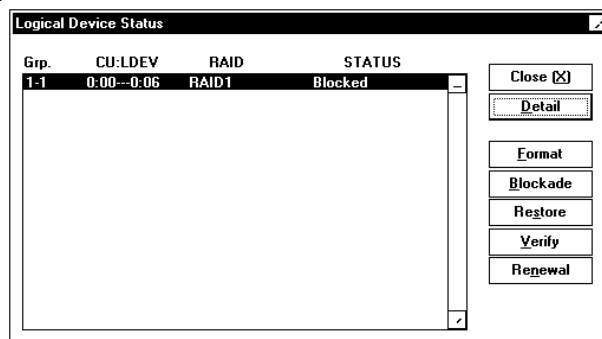 Logical Device Status
Grp. CU:LDEV RAID STATUS
1-1 0:00---0:06 RAID1 Blocked
Close (X)
Detail
Format
Blockade
Restore
Verify
Renewal